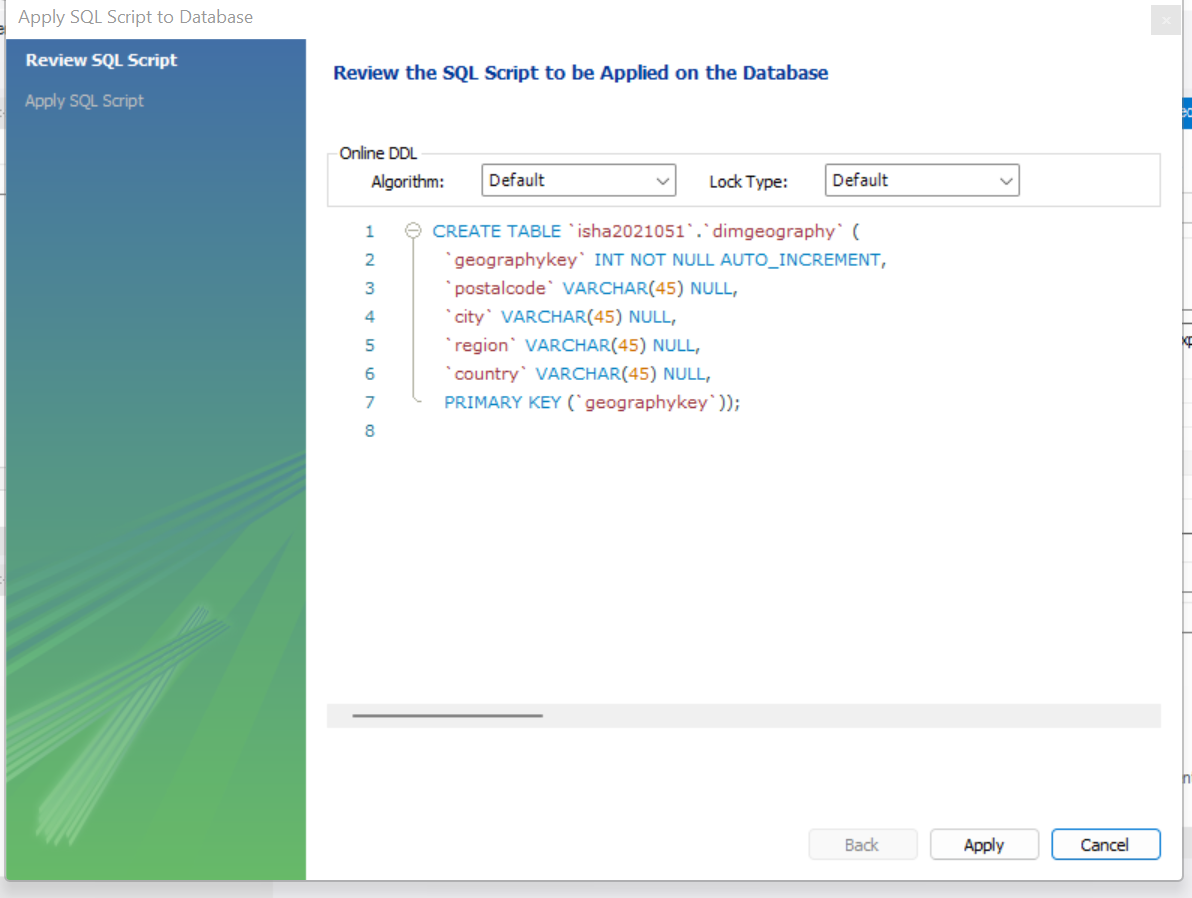 Apply SQL Script to Database
Review SQL Script
Apply SQL Script
Review the SQL Script to be Applied on the Database
Online DDL
Algorithm: Default Lock Type: Default
1 CREATE TABLE `isha2021051`.`dimgeography` (
2 `geographykey` INT NOT NULL AUTO_INCREMENT,
3 `postalcode` VARCHAR(45) NULL,
4 `city` VARCHAR(45) NULL,
5 `region` VARCHAR(45) NULL,
6 `country` VARCHAR(45) NULL,
7 PRIMARY KEY (`geographykey`));
8
Back Apply Cancel